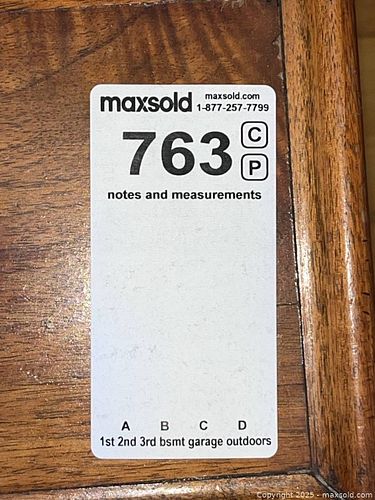 maxsold maxsold.com
1-877-257-7799
763 C
P
notes and measurements
A B C D
1st 2nd 3rd bsmt garage outdoors
Copyright 2025 - maxsold.com